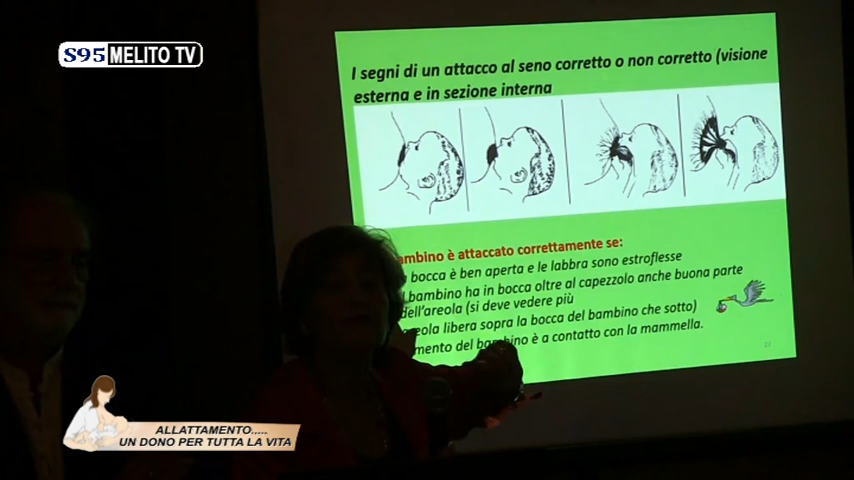 S95 MELITO TV
I segni di un attacco al seno corretto o non corretto (visione
esterna e in sezione interna
ambino è attaccato correttamente se:
a bocca è ben aperta e le labbra sono estroflesse
l bambino ha in bocca oltre al capezzolo anche buona parte
dell'areola (si deve vedere più
eola libera sopra la bocca del bambino che sotto)
mento del bambino è a contatto con la mammella.
ALLATTAMENTO.....
UN DONO PER TUTTA LA VITA